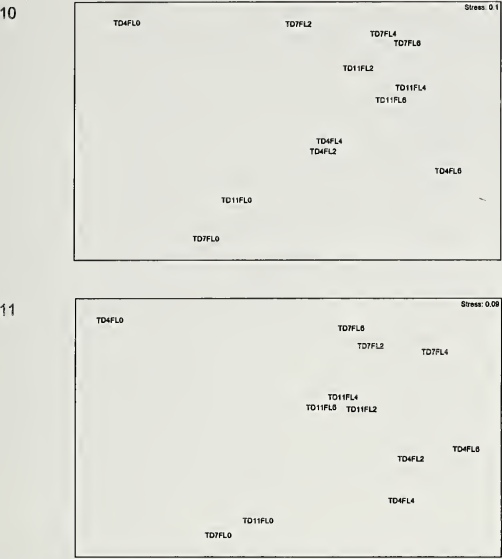 10
Stress: 0.1
TD4FL0
TD7FL2
TD7FL4
TD7FL6
TD11FL2
TD11FL4
TD11FL6
TD4FL4
TD4FL2
TD4FL6
TD11FL0
TD7FL0
11
Stress: 0.09
TD4FL0
TD7FL6
TD7FL2
TD7FL4
TD11FL4
TD11FL6 TD11FL2
TD4FL6
TD4FL2
TD4FL4
TD11FL0
TD7FL0